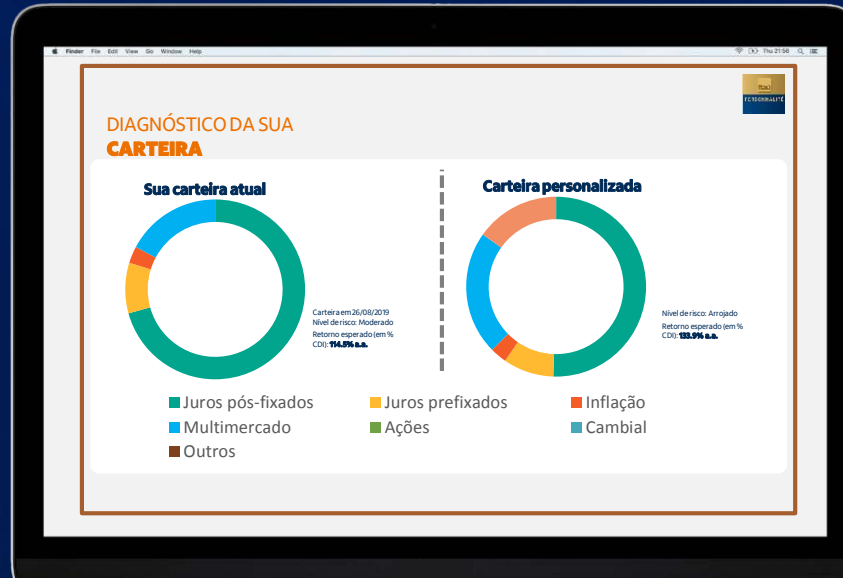 Finder File Edit View Go Window Help
Thu 21:56
Itaú
PERSONNALITÉ
DIAGNÓSTICO DA SUA
CARTEIRA
Sua carteira atual
Carteira em 26/08/2019
Nível de risco: Moderado
Retorno esperado (em %
CDI): 114.5% a.a.
Carteira personalizada
Nível de risco: Arrojado
Retorno esperado (em %
CDI): 133.9% a.a.
Juros pós-fixados
Juros prefixados
Inflação
Multimercado
Ações
Cambial
Outros